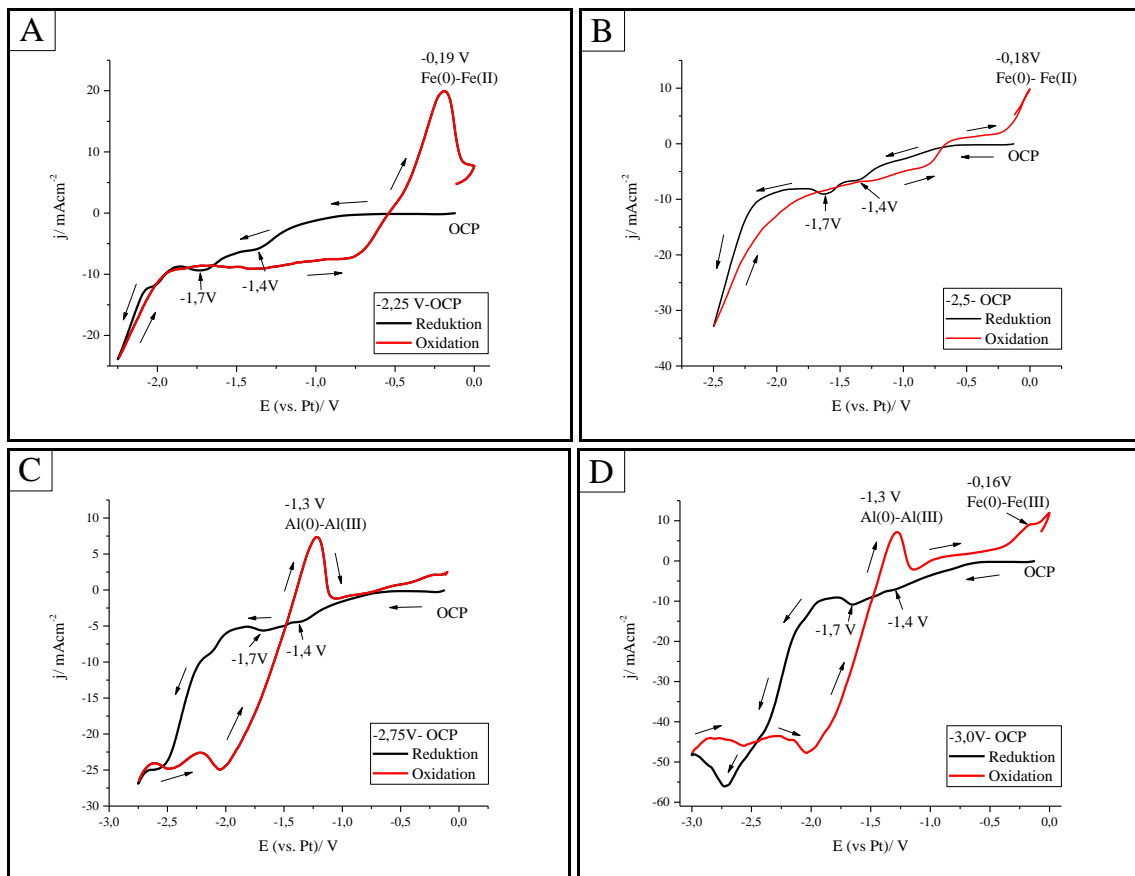 A
-0,19 V
Fe(0)-Fe(II)
20
10
0
-10
-20
j/ mAcm-2
OCP
-1,7V
-1,4V
-2,25 V-OCP
Reduktion
Oxidation
-2,0
-1,5
-1,0
-0,5
0,0
E (vs. Pt)/ V
B
-0,18V
Fe(0)- Fe(II)
10
0
-10
-20
-30
-40
j/ mAcm-2
OCP
-1,7V
-1,4V
-2,5- OCP
Reduktion
Oxidation
-2,5
-2,0
-1,5
-1,0
-0,5
0,0
E (vs. Pt)/ V
C
-1,3 V
Al(0)-Al(III)
10
5
0
-5
-10
-15
-20
-25
-30
j/ mAcm-2
OCP
-1,7V
-1,4 V
-2,75V- OCP
Reduktion
Oxidation
-3,0
-2,5
-2,0
-1,5
-1,0
-0,5
0,0
E (vs. Pt)/ V
D
-0,16V
Fe(0)-Fe(III)
-1,3 V
Al(0)-Al(III)
10
0
-10
-20
-30
-40
-50
-60
j/ mAcm-2
OCP
-1,7 V
-1,4 V
-3,0V- OCP
Reduktion
Oxidation
-3,0
-2,5
-2,0
-1,5
-1,0
-0,5
0,0
E (vs. Pt)/ V